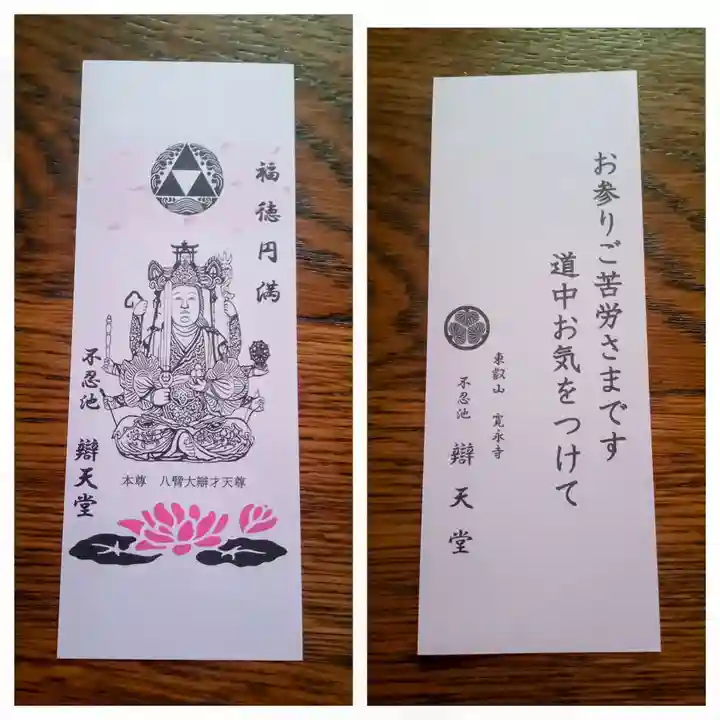 福徳円満
不忍池 辯天堂
本尊 八臂大辯才天尊
お参りご苦労さまです
道中お気をつけて
東叡山 寛永寺
不忍池 辯天堂